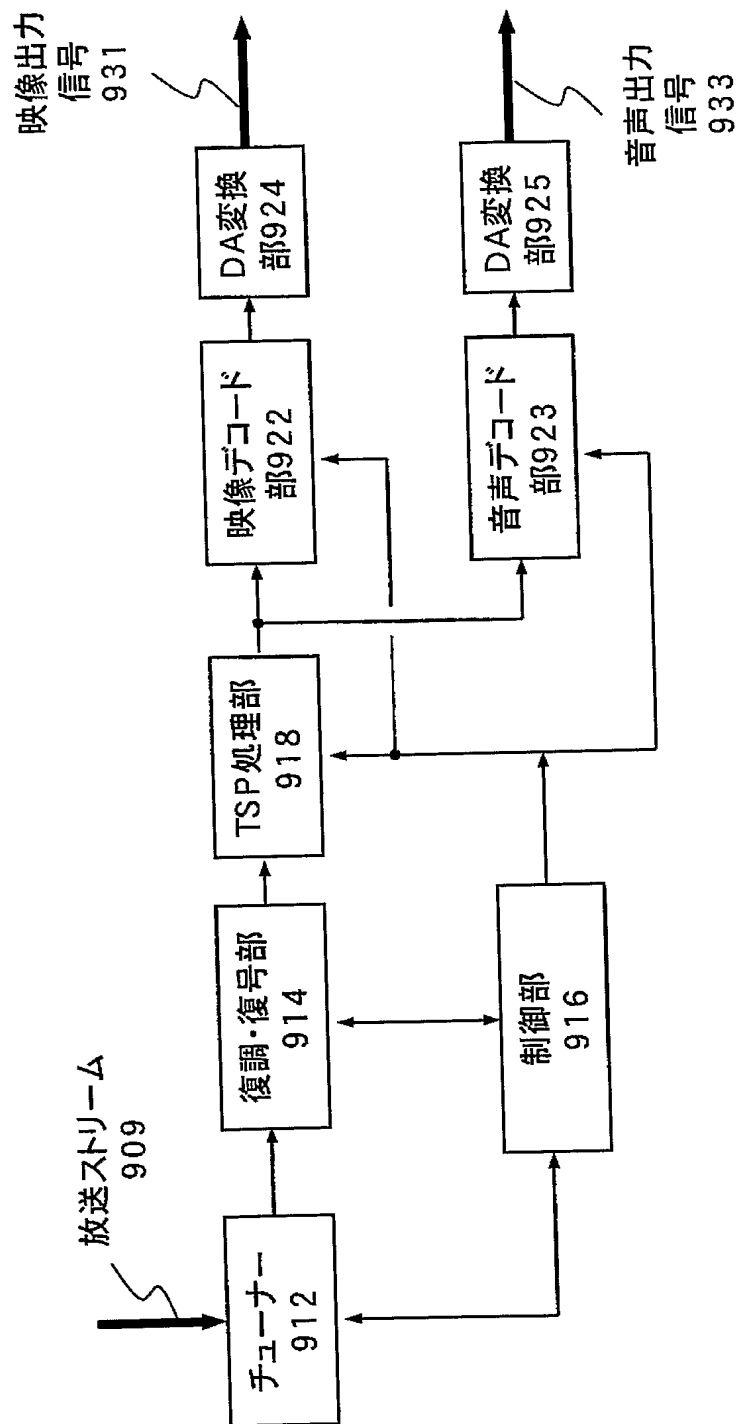 放送ストリーム
909
チューナー
912
復調・復号部
914
制御部
916
TSP処理部
918
映像デコード
部922
音声デコード
部923
DA変換
部924
DA変換
部925
映像出力
信号
931
音声出力
信号
933